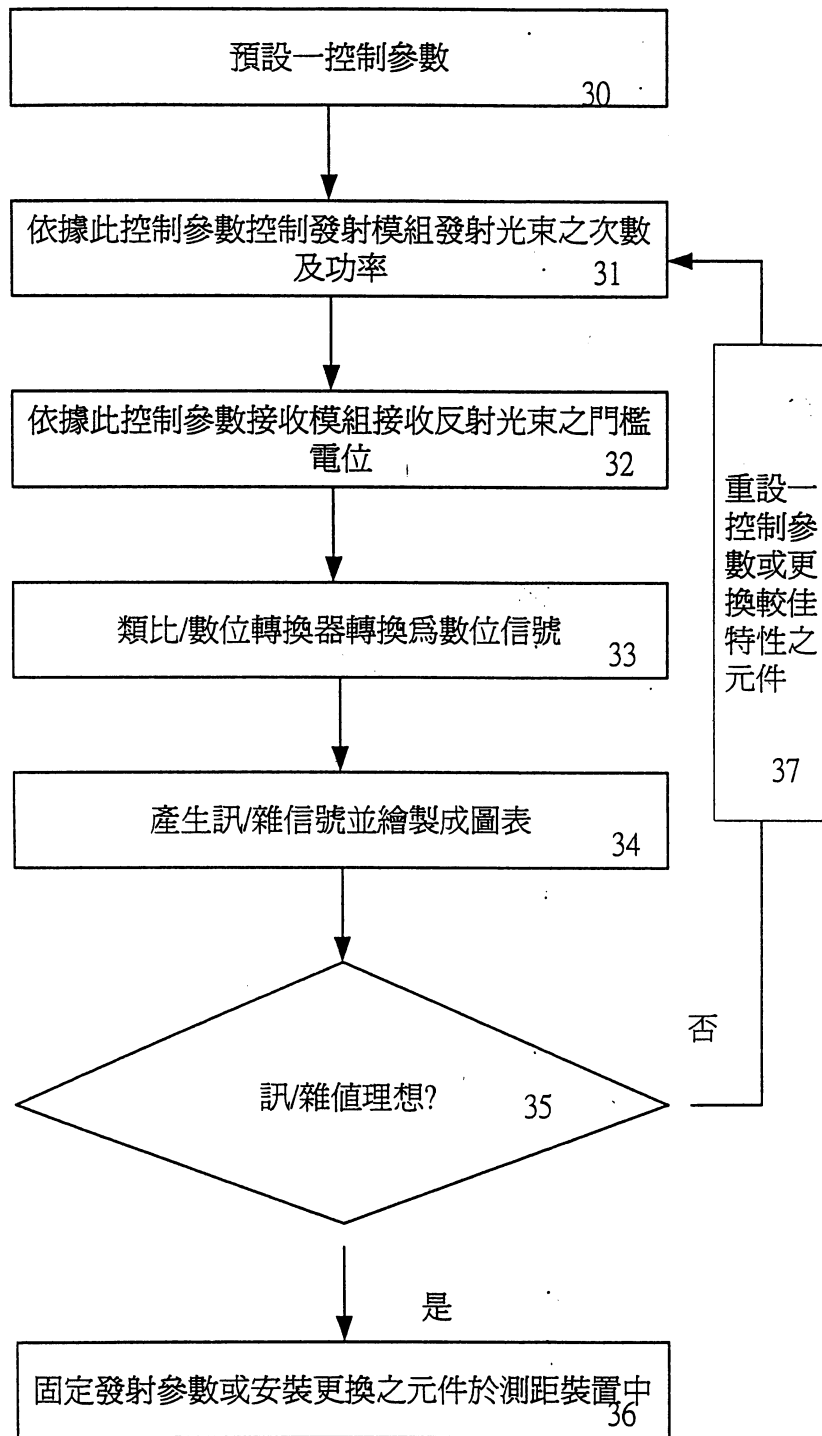 預設一控制參數
30
依據此控制參數控制發射模組發射光束之次數
及功率
31
依據此控制參數接收模組接收反射光束之門檻
電位
32
類比/數位轉換器轉換爲數位信號
33
產生訊/雜信號並繪製成圖表
34
訊/雜值理想?
35
否
重設一
控制參
數或更
換較佳
特性之
元件
37
是
固定發射參數或安裝更換之元件於測距裝置中
36